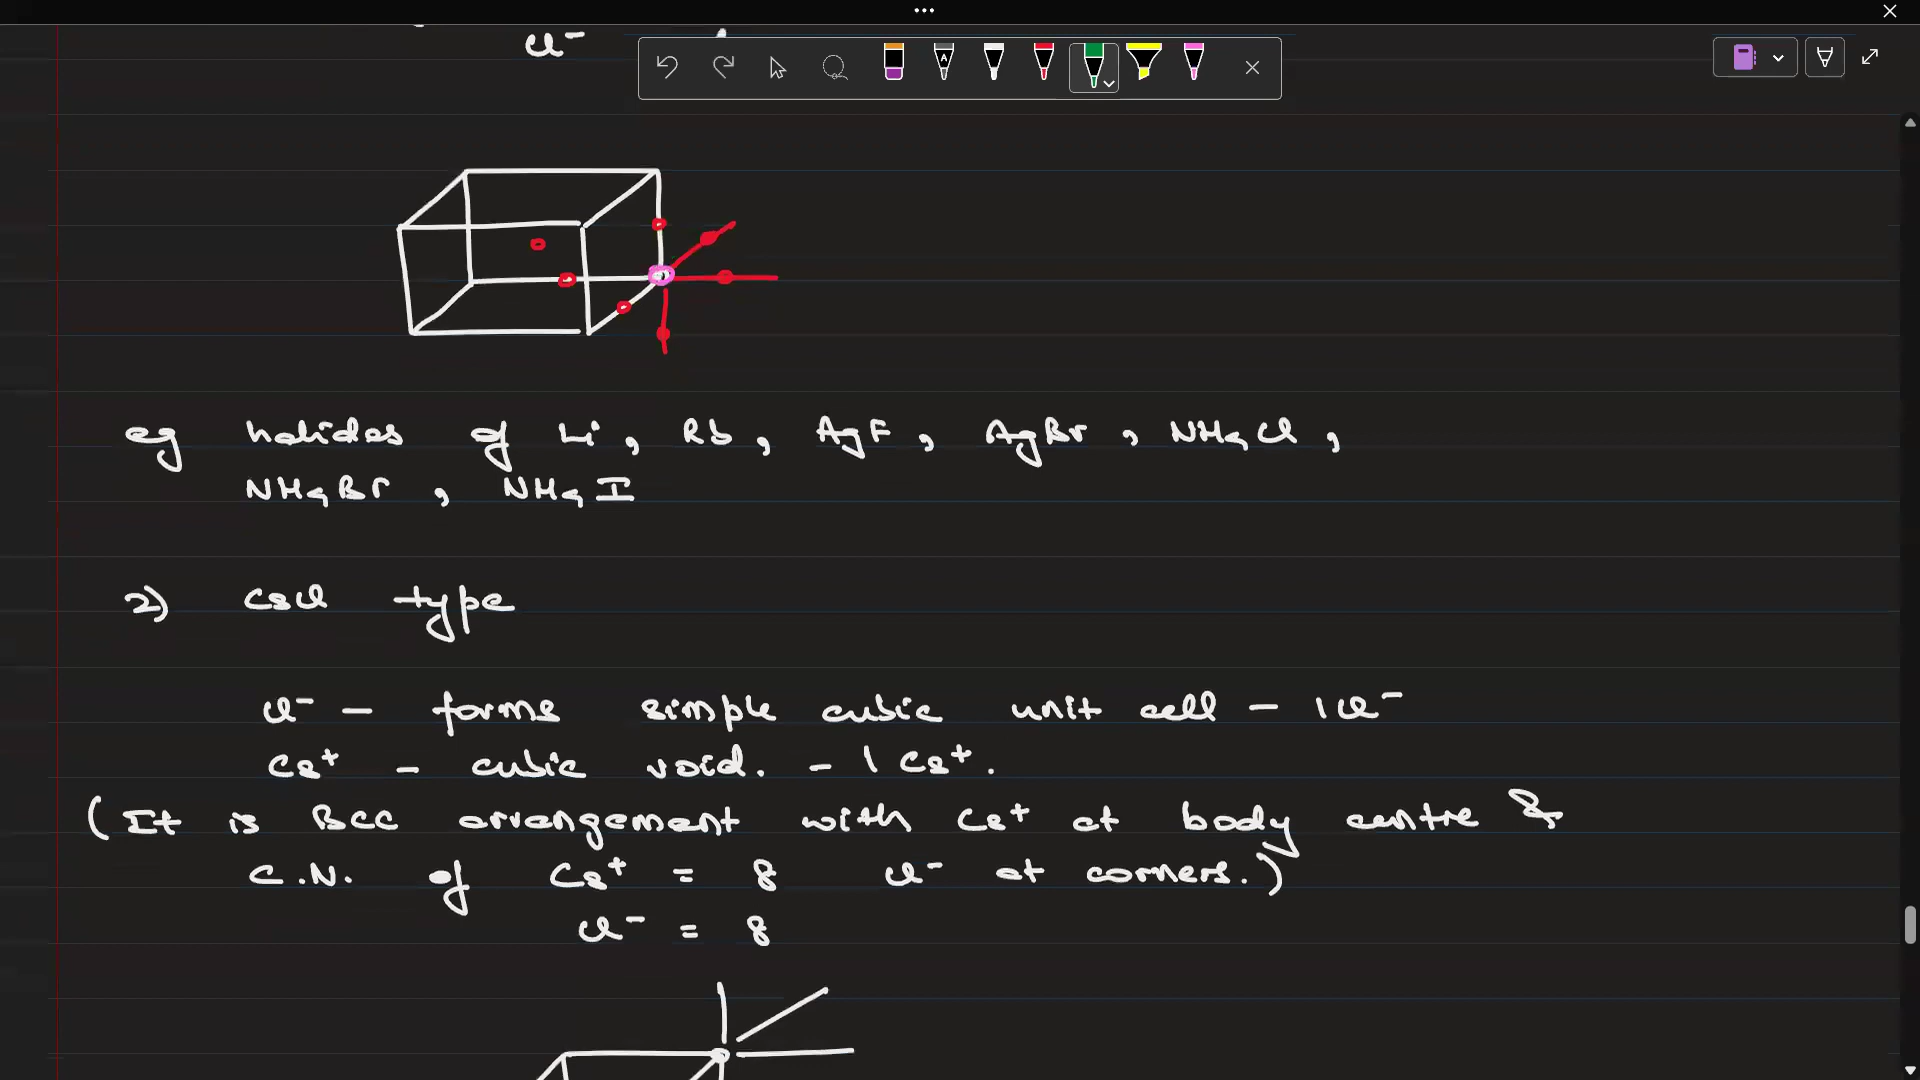 Cl⁻
eg halides of Li, Rb, AgF, AgBr, NH₄Cl,
NH₄Br, NH₄I
2) CsCl type
Cl⁻ - forms simple cubic unit cell - 1Cl⁻
Cs⁺ - cubic void. - 1 Cs⁺.
(It is BCC arrangement with Cs⁺ at body centre &
C.N. of Cs⁺ = 8 Cl⁻ at corners.)
Cl⁻ = 8